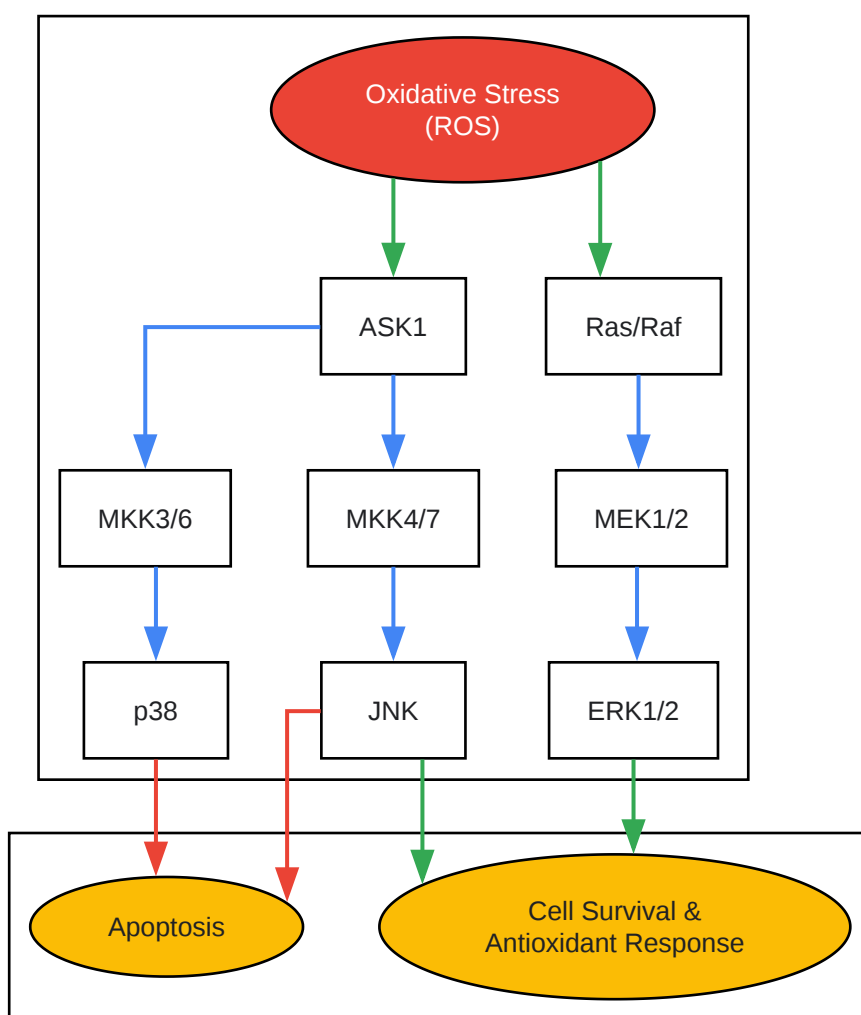 Oxidative Stress
(ROS)
ASK1
Ras/Raf
MKK3/6
MKK4/7
MEK1/2
p38
JNK
ERK1/2
Apoptosis
Cell Survival &
Antioxidant Response